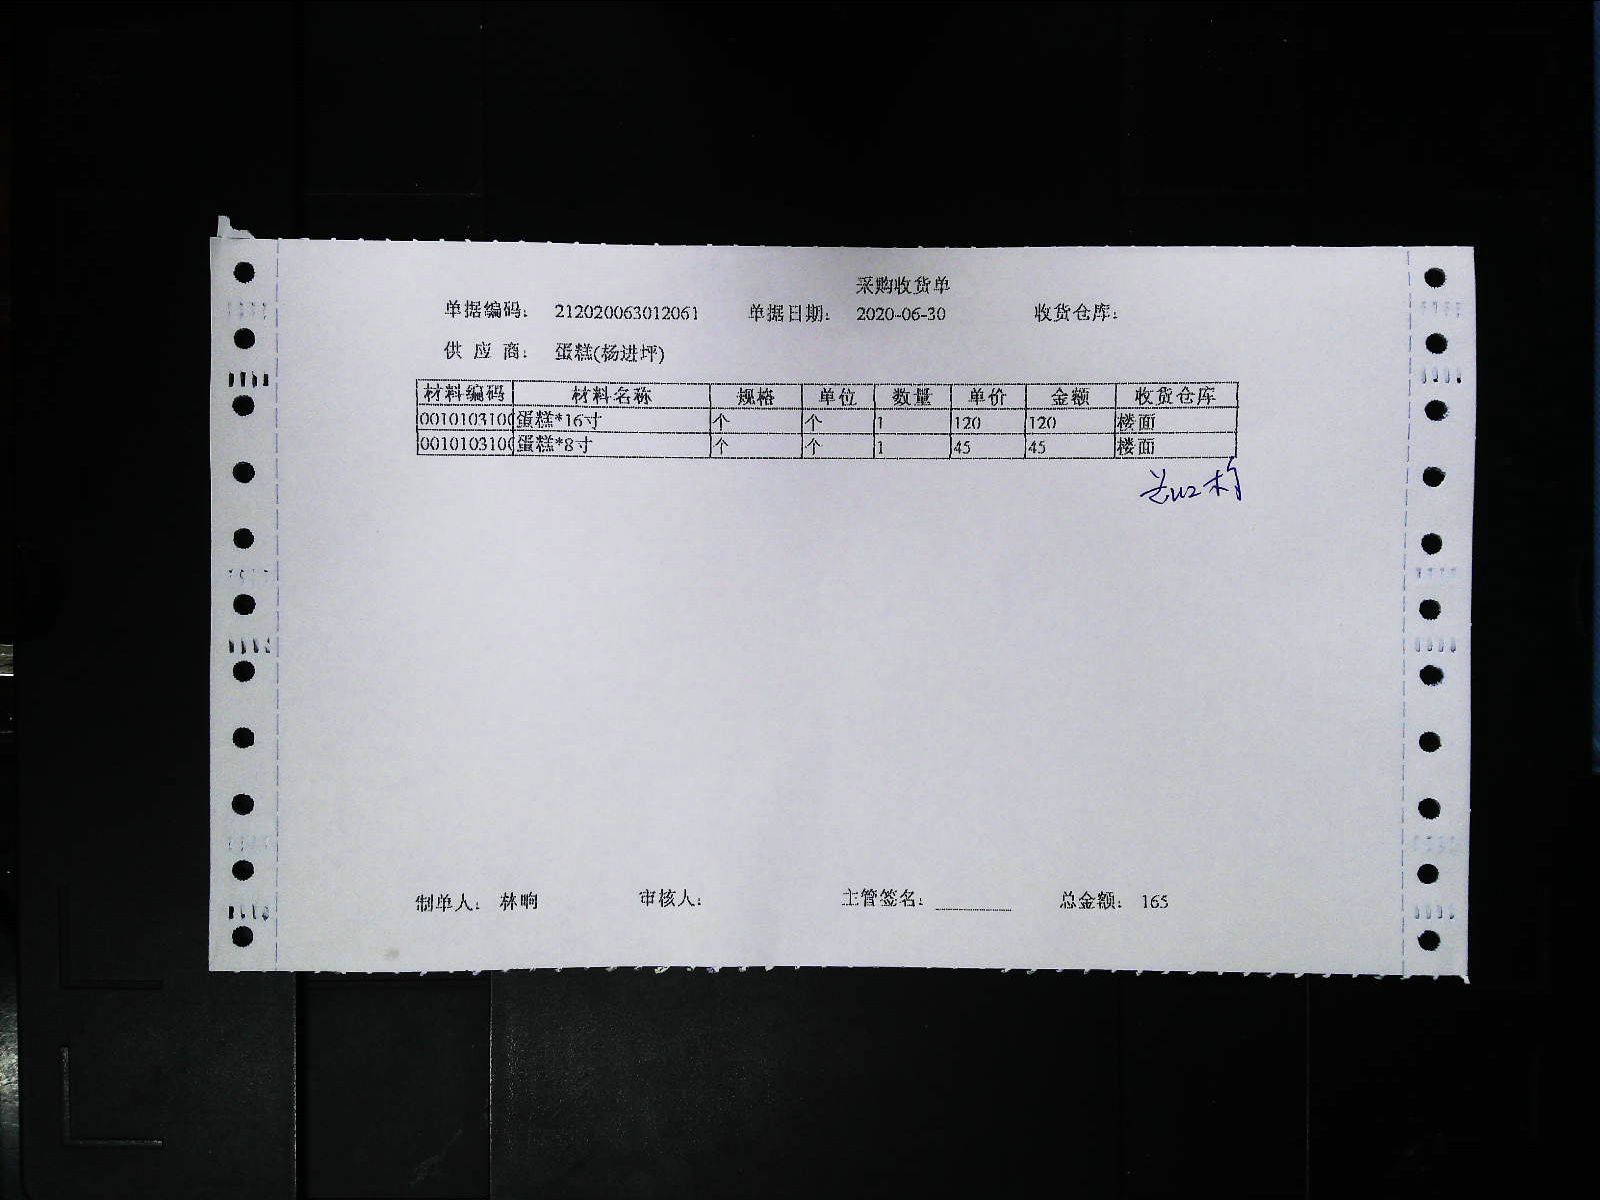 采购收货单
单据编码: 212020063012061 单据日期: 2020-06-30 收货仓库:
供应商: 蛋糕(杨进坪)
材料编码 材料名称 规格 单位 数量 单价 金额 收货仓库
0010103100 蛋糕*16寸 个 个 1 120 120 楼面
0010103100 蛋糕*8寸 个 个 1 45 45 楼面
制单人: 林晌 审核人: 主管签名: 总金额: 165